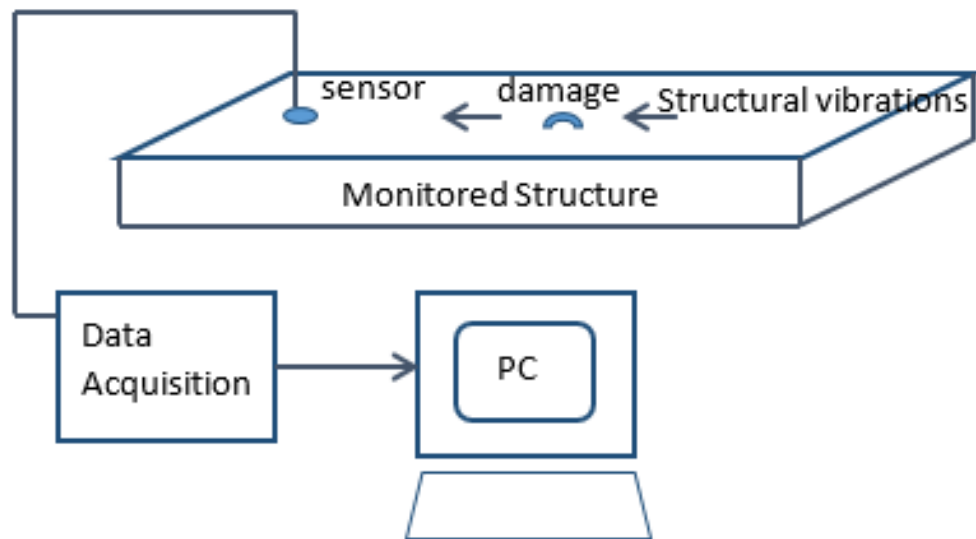 sensor
damage
Structural vibrations
Monitored Structure
Data
Acquisition
PC